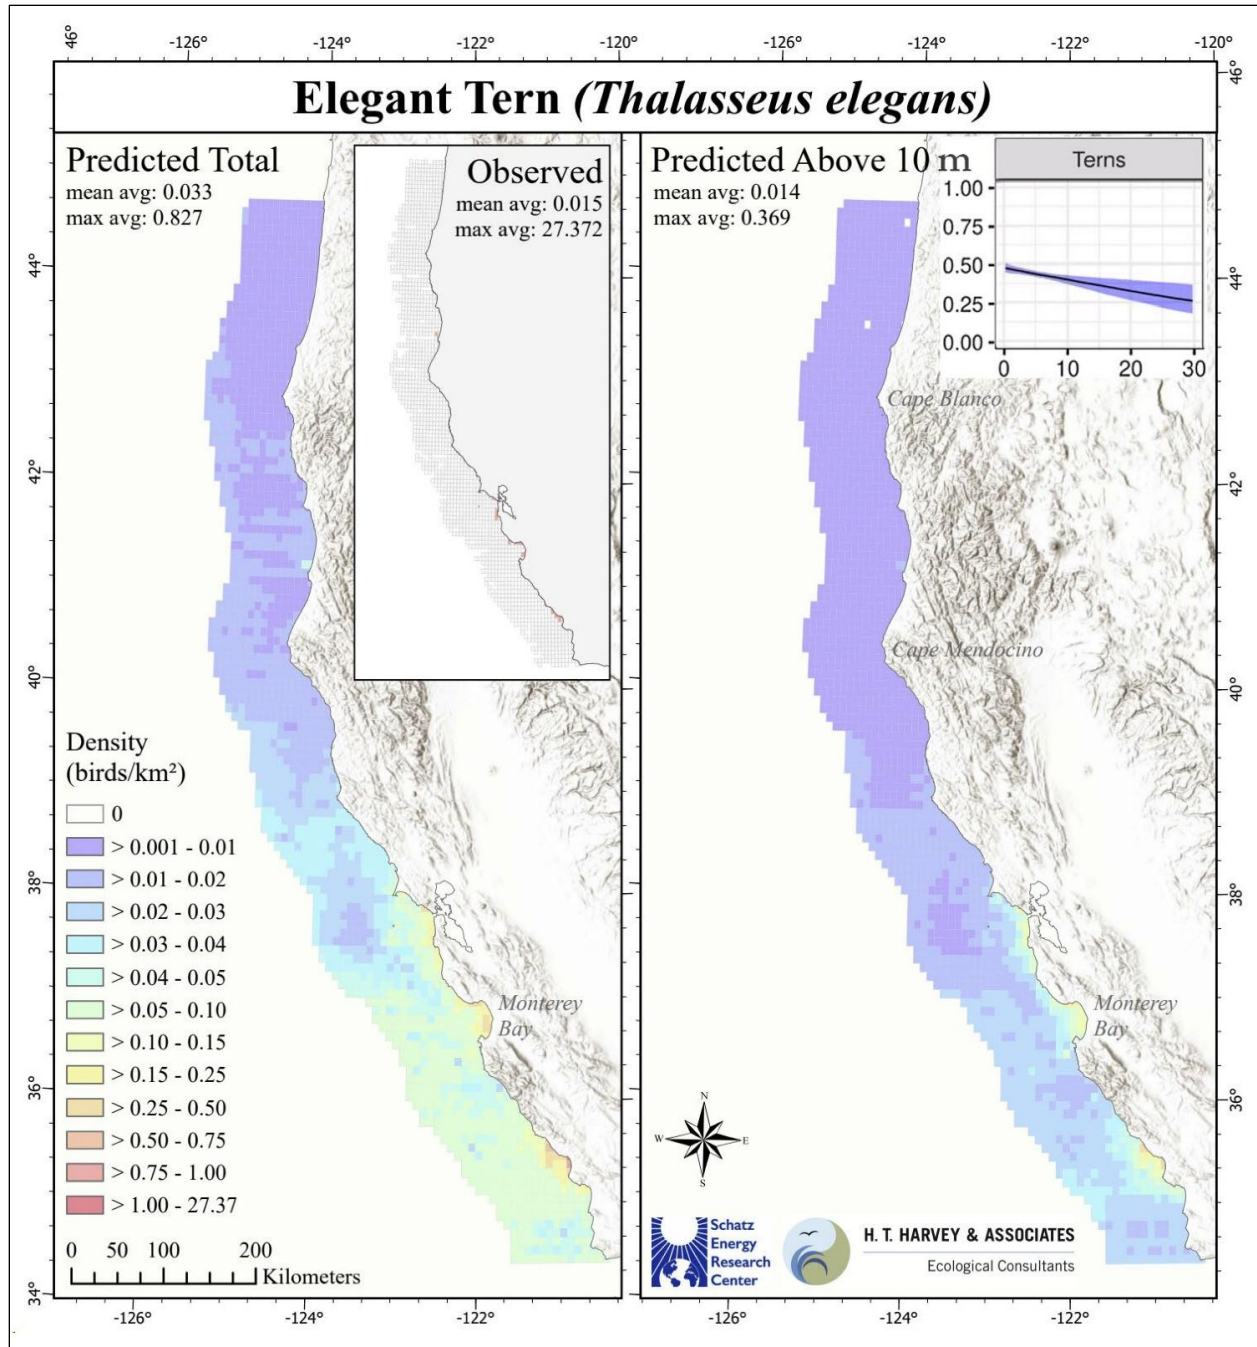 46°
-126°
-124°
-122°
-120°
-126°
-124°
-122°
-120°
46°
Elegant Tern (Thalasseus elegans)
Predicted Total
mean avg: 0.033
max avg: 0.827
Observed
mean avg: 0.015
max avg: 27.372
Predicted Above 10 m
mean avg: 0.014
max avg: 0.369
Terns
1.00
0.75
0.50
0.25
0.00
0
10
20
30
44°
42°
40°
38°
36°
34°
44°
42°
40°
38°
36°
Cape Blanco
Cape Mendocino
Monterey
Bay
Monterey
Bay
Density
(birds/km²)
0
> 0.001 - 0.01
> 0.01 - 0.02
> 0.02 - 0.03
> 0.03 - 0.04
> 0.04 - 0.05
> 0.05 - 0.10
> 0.10 - 0.15
> 0.15 - 0.25
> 0.25 - 0.50
> 0.50 - 0.75
> 0.75 - 1.00
> 1.00 - 27.37
0 50 100 200
Kilometers
N
W E
S
Schatz
Energy
Research
Center
H. T. HARVEY & ASSOCIATES
Ecological Consultants
-126°
-124°
-122°
-126°
-124°
-122°